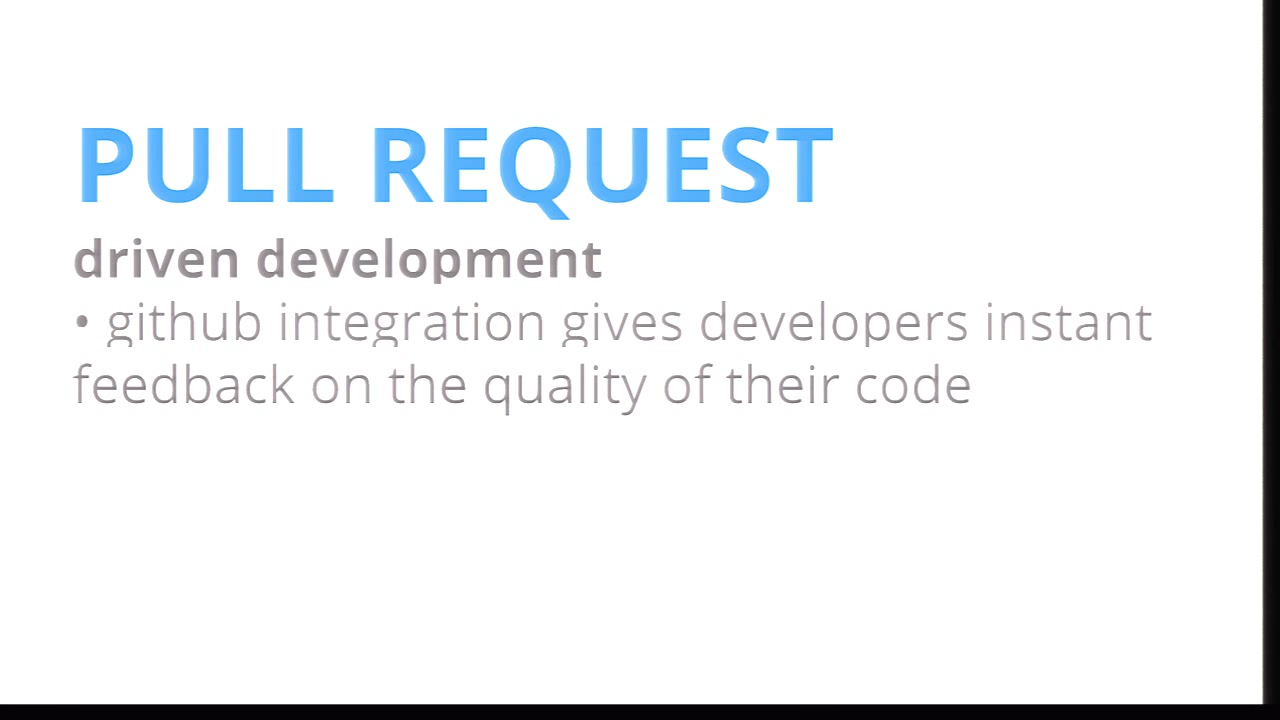 PULL REQUEST
driven development
• github integration gives developers instant
feedback on the quality of their code